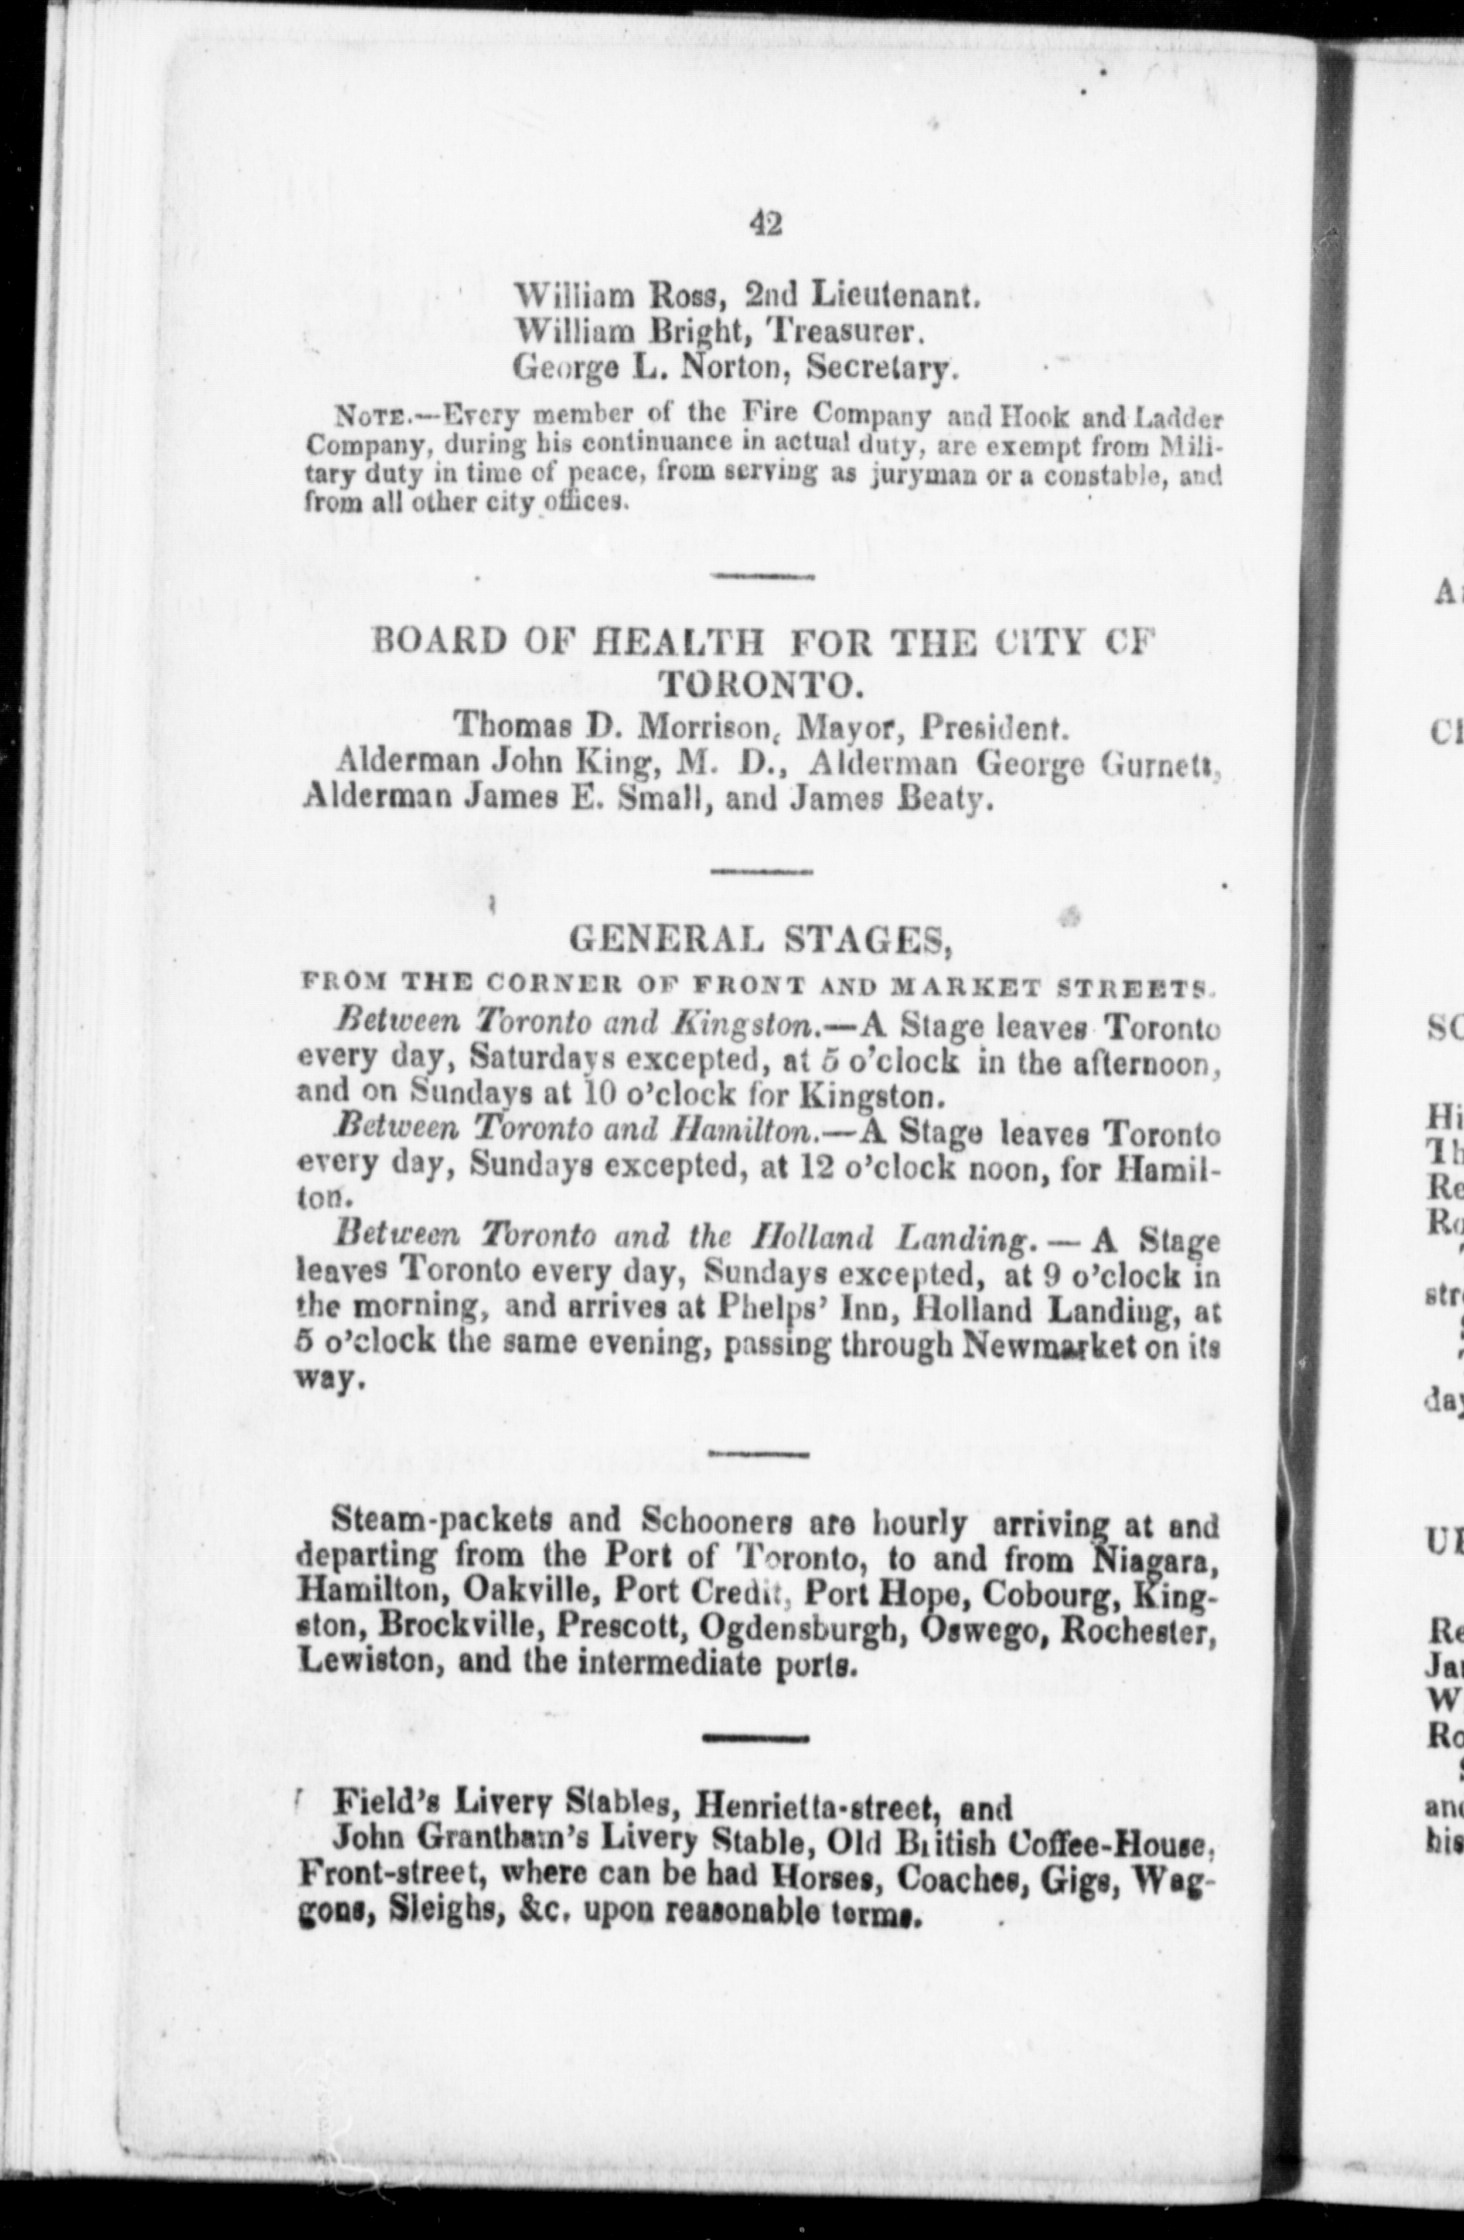 42
William Ross, 2nd Lieutenant.
William Bright, Treasurer.
George L. Norton, Secretary.
NOTE.—Every member of the Fire Company and Hook and Ladder
Company, during his continuance in actual duty, are exempt from Mili-
tary duty in time of peace, from serving as juryman or a constable, and
from all other city offices.
BOARD OF HEALTH FOR THE CITY OF
TORONTO.
Thomas D. Morrison, Mayor, President.
Alderman John King, M. D., Alderman George Gurnett,
Alderman James E. Small, and James Beaty.
GENERAL STAGES,
FROM THE CORNER OF FRONT AND MARKET STREETS.
Between Toronto and Kingston.—A Stage leaves Toronto
every day, Saturdays excepted, at 5 o'clock in the afternoon,
and on Sundays at 10 o'clock for Kingston.
Between Toronto and Hamilton.—A Stage leaves Toronto
every day, Sundays excepted, at 12 o'clock noon, for Hamil-
ton.
Between Toronto and the Holland Landing. — A Stage
leaves Toronto every day, Sundays excepted, at 9 o'clock in
the morning, and arrives at Phelps' Inn, Holland Landing, at
5 o'clock the same evening, passing through Newmarket on its
way.
Steam-packets and Schooners are hourly arriving at and
departing from the Port of Toronto, to and from Niagara,
Hamilton, Oakville, Port Credit, Port Hope, Cobourg, King-
ston, Brockville, Prescott, Ogdensburgh, Oswego, Rochester,
Lewiston, and the intermediate ports.
Field's Livery Stables, Henrietta-street, and
John Grantham's Livery Stable, Old British Coffee-House,
Front-street, where can be had Horses, Coaches, Gigs, Wag-
gons, Sleighs, &c. upon reasonable terms.